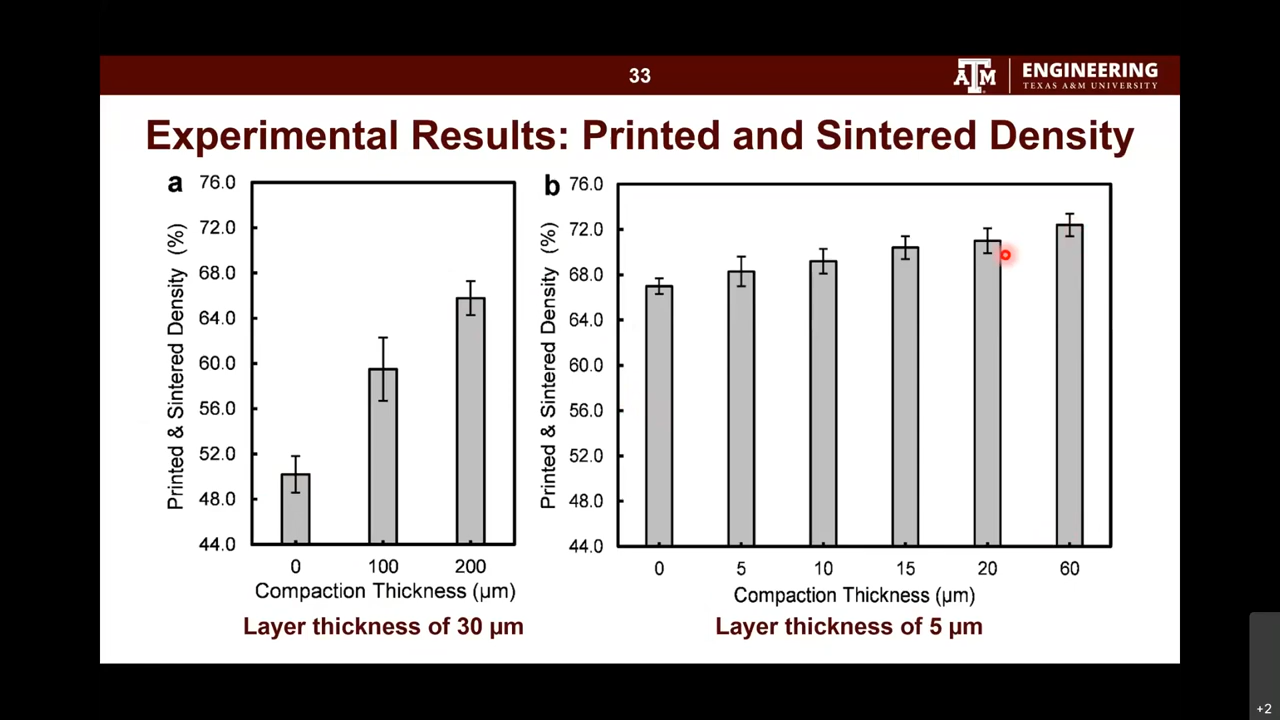 33
ATM
ENGINEERING
TEXAS A&M UNIVERSITY
Experimental Results: Printed and Sintered Density
a
76.0
72.0
68.0
64.0
60.0
56.0
52.0
48.0
44.0
Printed & Sintered Density (%)
0 100 200
Compaction Thickness (µm)
Layer thickness of 30 µm
b
76.0
72.0
68.0
64.0
60.0
56.0
52.0
48.0
44.0
Printed & Sintered Density (%)
0 5 10 15 20 60
Compaction Thickness (µm)
Layer thickness of 5 µm
+2